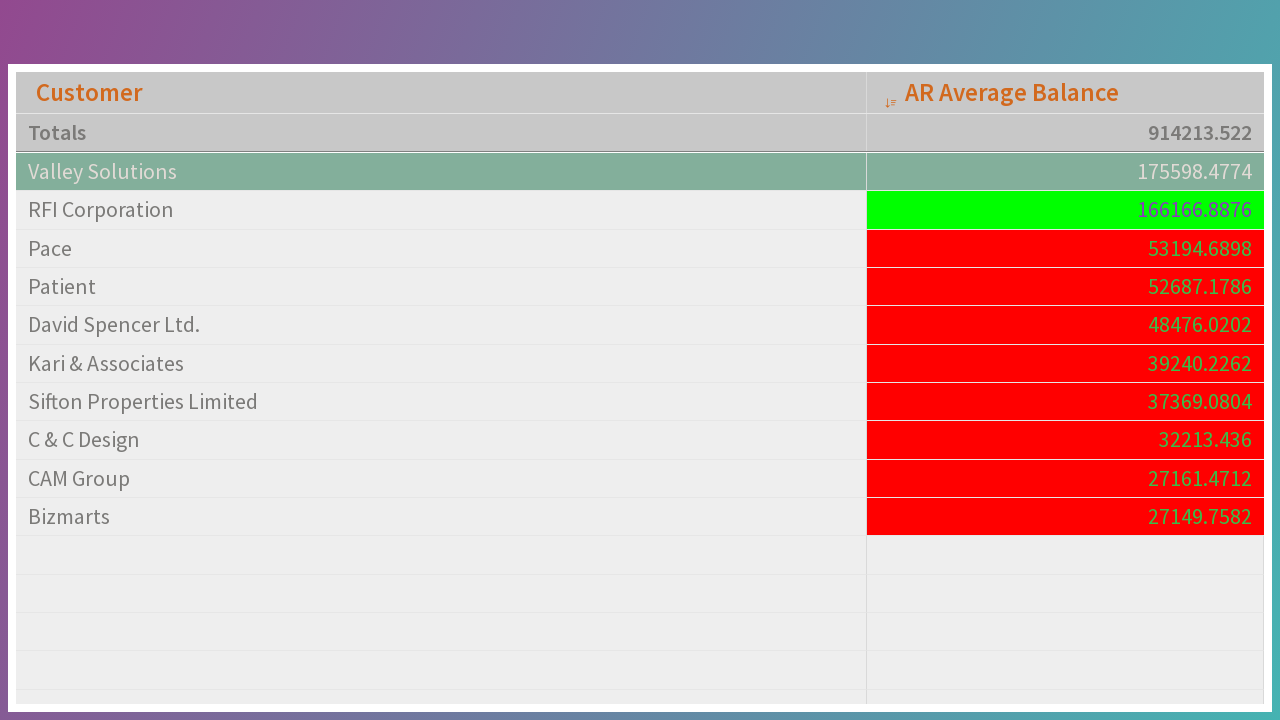 Customer AR Average Balance
Totals 914213.522
Valley Solutions 175598.4774
RFI Corporation 166166.8876
Pace 53194.6898
Patient 52687.1786
David Spencer Ltd. 48476.0202
Kari & Associates 39240.2262
Sifton Properties Limited 37369.0804
C & C Design 32213.436
CAM Group 27161.4712
Bizmarts 27149.7582